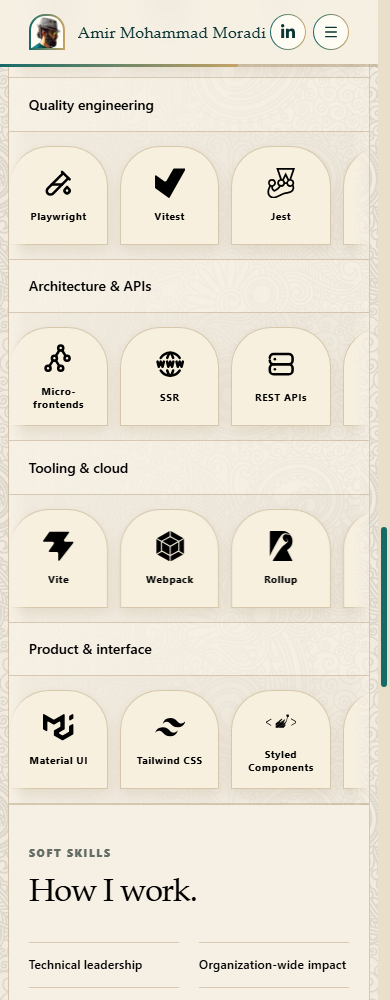 Amir Mohammad Moradi in
Quality engineering
Playwright Vitest Jest
Architecture & APIs
Micro-
frontends SSR REST APIs
Tooling & cloud
Vite Webpack Rollup
Product & interface
Material UI Tailwind CSS Styled
Components
SOFT SKILLS
How I work.
Technical leadership Organization-wide impact